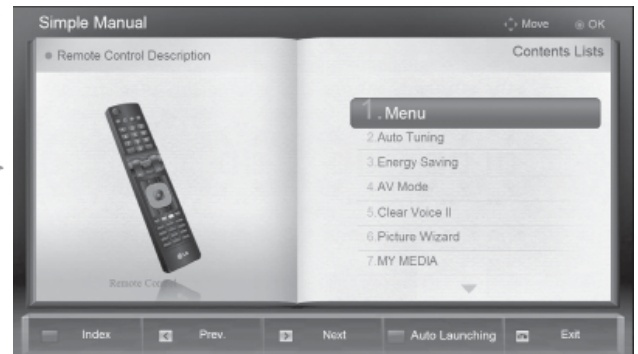 Simple Manual
Move
OK
Remote Control Description
Contents Lists
1. Menu
2.Auto Tuning
3.Energy Saving
4.AV Mode
5.Clear Voice II
6.Picture Wizard
7.MY MEDIA
LG
Remote Control
Index
Prev.
Next
Auto Launching
Exit